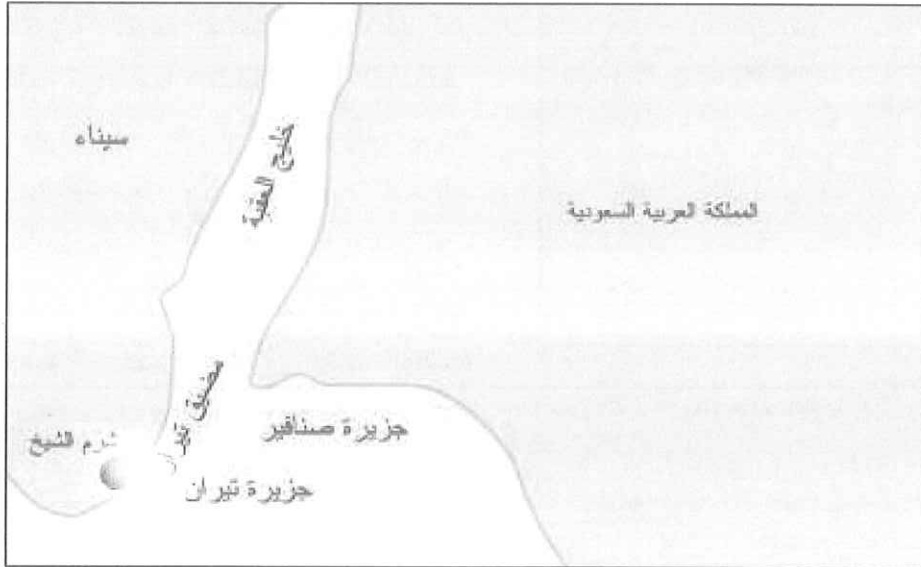 سيناء
خليج العقبة
المملكة العربية السعودية
مضيق
جزيرة صنافير
شرم الشيخ
جزيرة تيران